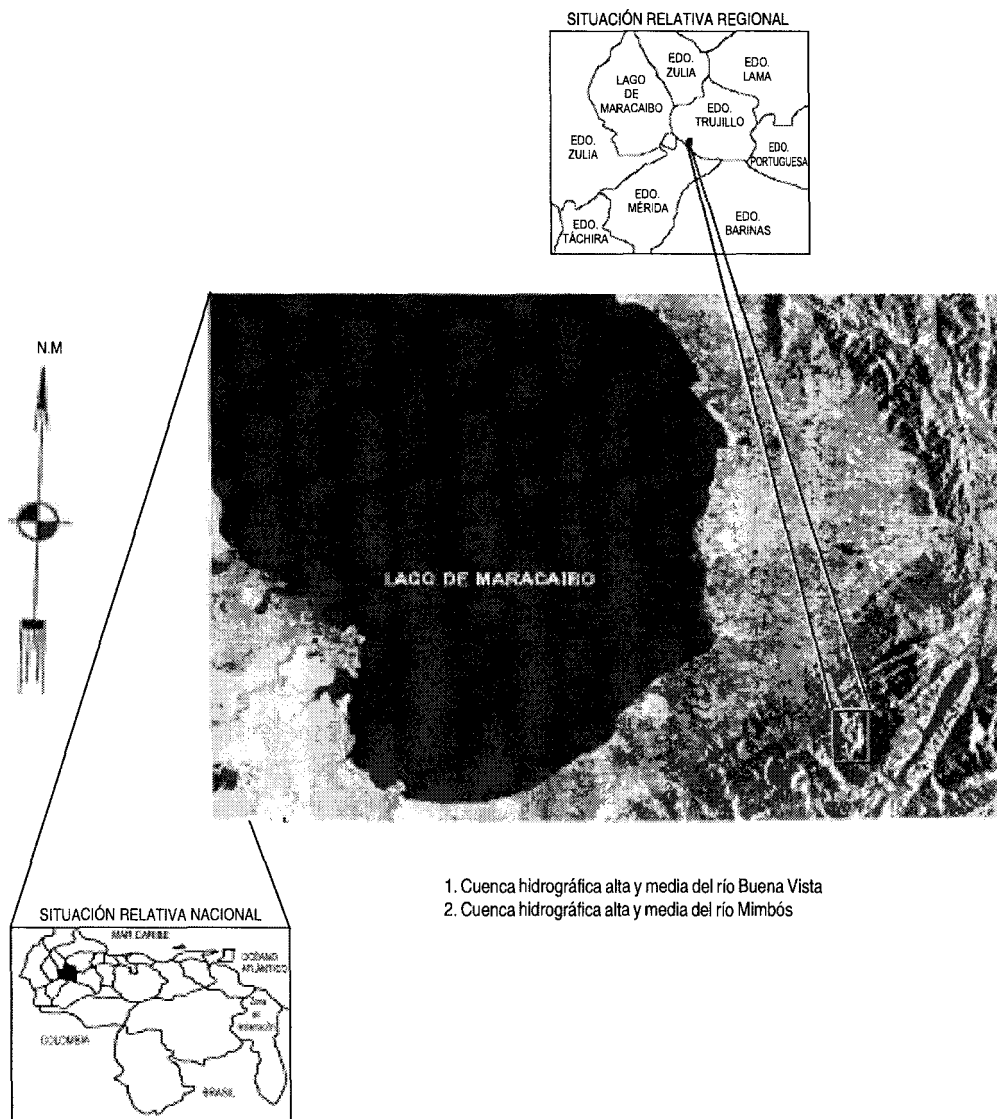 SITUACIÓN RELATIVA REGIONAL
EDO.
ZULIA
EDO.
LAMA
LAGO
DE
MARACAIBO
EDO.
TRUJILLO
EDO.
ZULIA
EDO.
PORTUGUESA
EDO.
MÉRIDA
EDO.
TÁCHIRA
EDO.
BARINAS
N.M
LAGO DE MARACAIBO
1. Cuenca hidrográfica alta y media del río Buena Vista
2. Cuenca hidrográfica alta y media del río Mimbós
SITUACIÓN RELATIVA NACIONAL
MAR CARIBE
OCÉANO
ATLÁNTICO
COLOMBIA
BRASIL